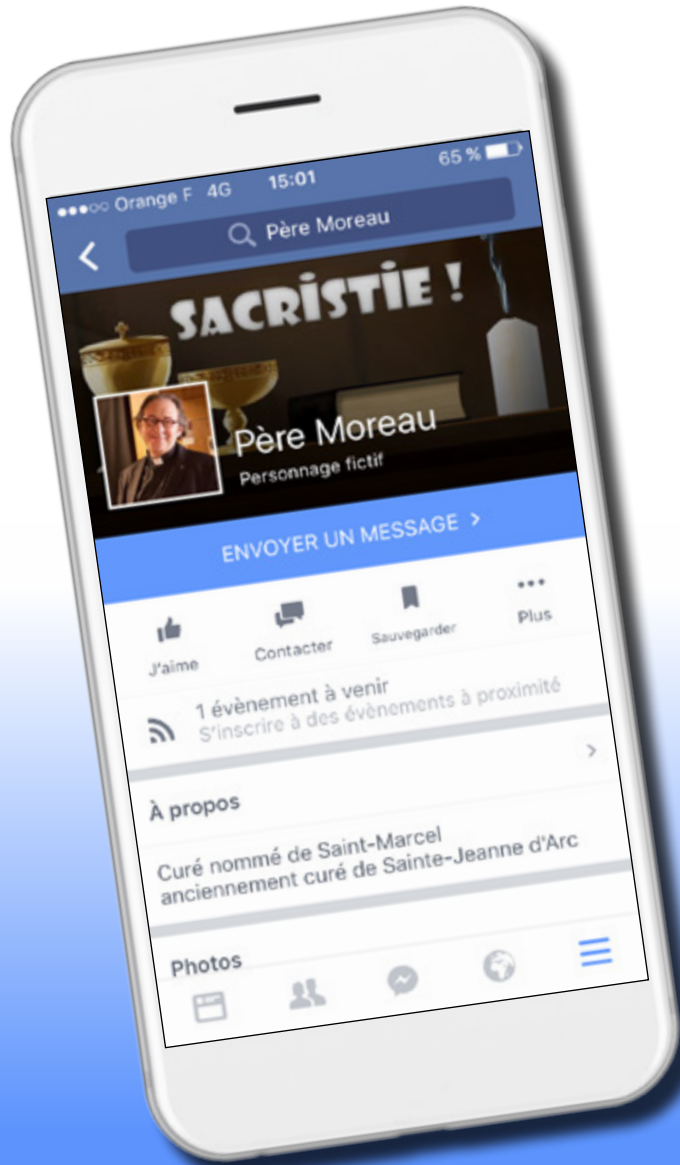 Orange F 4G 15:01 65 %
Père Moreau
SACRISTIE !
Père Moreau
Personnage fictif
ENVOYER UN MESSAGE
J'aime Contacter Sauvegarder Plus
1 évènement à venir
S'inscrire à des évènements à proximité
À propos
Curé nommé de Saint-Marcel
anciennement curé de Sainte-Jeanne d'Arc
Photos